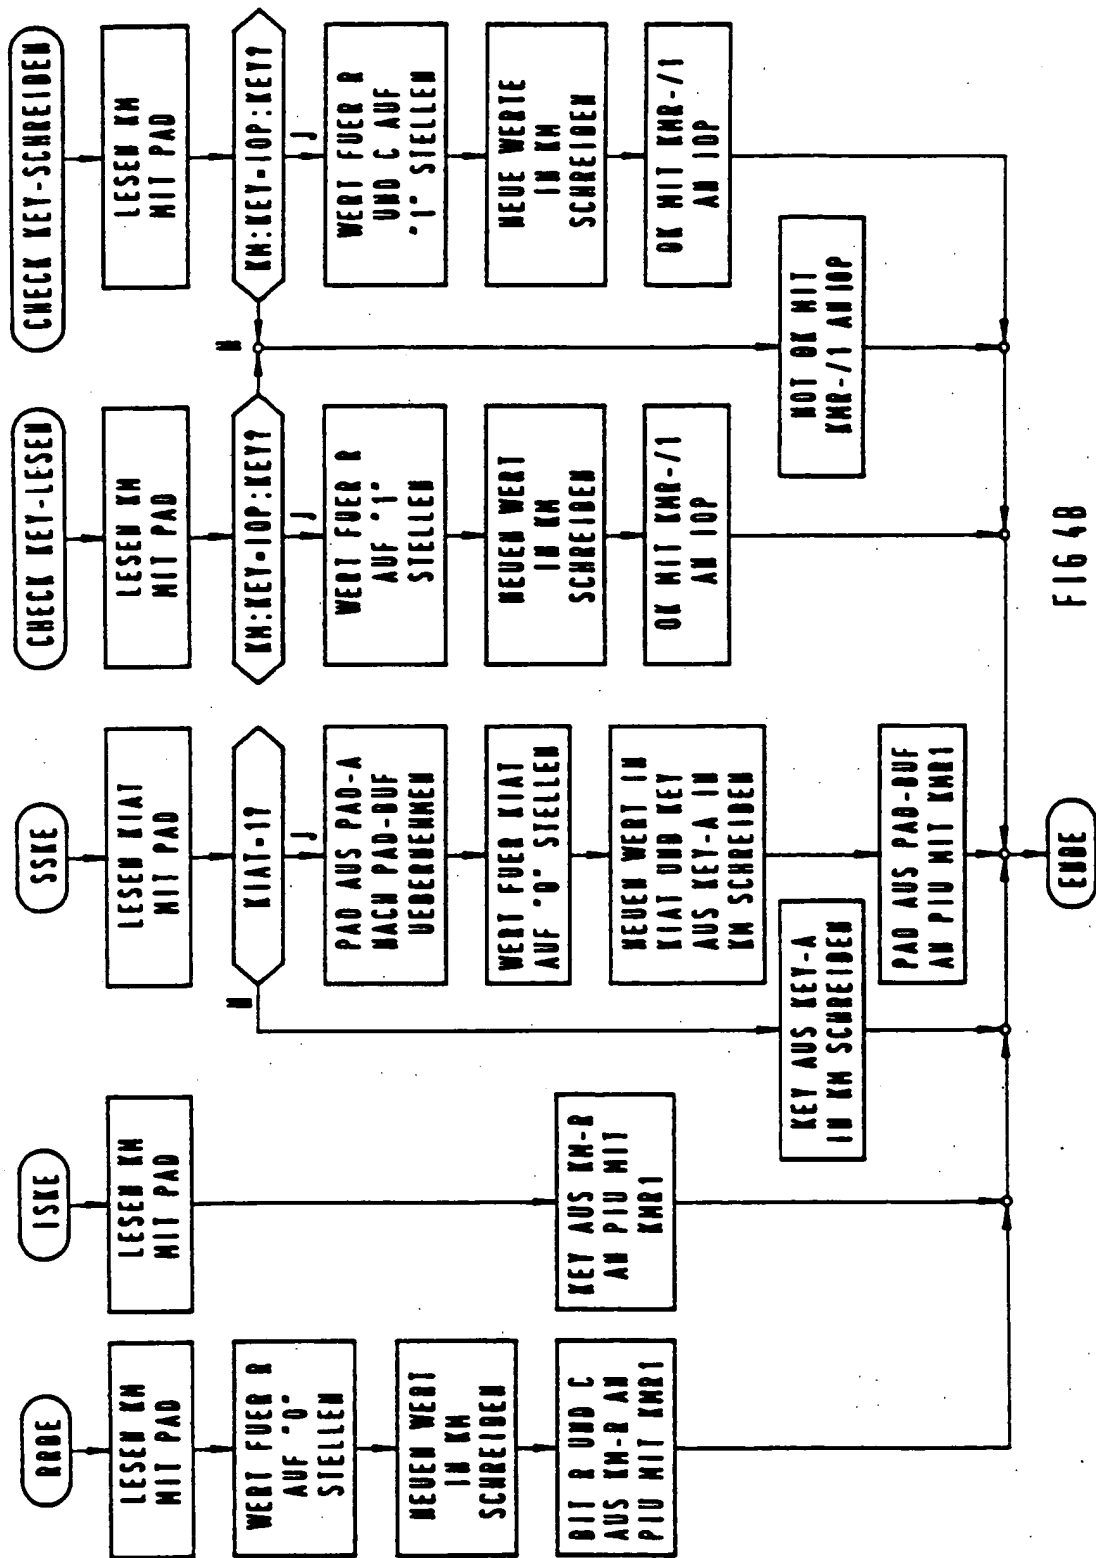 RRBE
LESEN KM
MIT PAD
WERT FUER R
AUF "0"
STELLEN
NEUEN WERT
IN KM
SCHREIBEN
BIT R UND C
AUS KM-R AN
PIU MIT KMR1
ISKE
LESEN KM
MIT PAD
KEY AUS KM-R
AN PIU MIT
KMR1
SSKE
LESEN KIAT
MIT PAD
KIAT=1?
N
J
PAD AUS PAD-A
NACH PAD-BUF
UEBERNEHMEN
WERT FUER KIAT
AUF "0" STELLEN
NEUEN WERT IN
KIAT UND KEY
AUS KEY-A IN
KM SCHREIBEN
KEY AUS KEY-A
IN KM SCHREIBEN
PAD AUS PAD-BUF
AN PIU MIT KMR1
CHECK KEY-LESEN
LESEN KM
MIT PAD
KM:KEY=IOP:KEY?
N
J
WERT FUER R
AUF "1"
STELLEN
NEUEN WERT
IN KM
SCHREIBEN
OK MIT KMR-/1
AN IOP
NOT OK MIT
KMR-/1 AN IOP
CHECK KEY-SCHREIBEN
LESEN KM
MIT PAD
KM:KEY=IOP:KEY?
J
WERT FUER R
UND C AUF
"1" STELLEN
NEUE WERTE
IN KM
SCHREIBEN
OK MIT KMR-/1
AN IOP
ENDE
FIG 4B